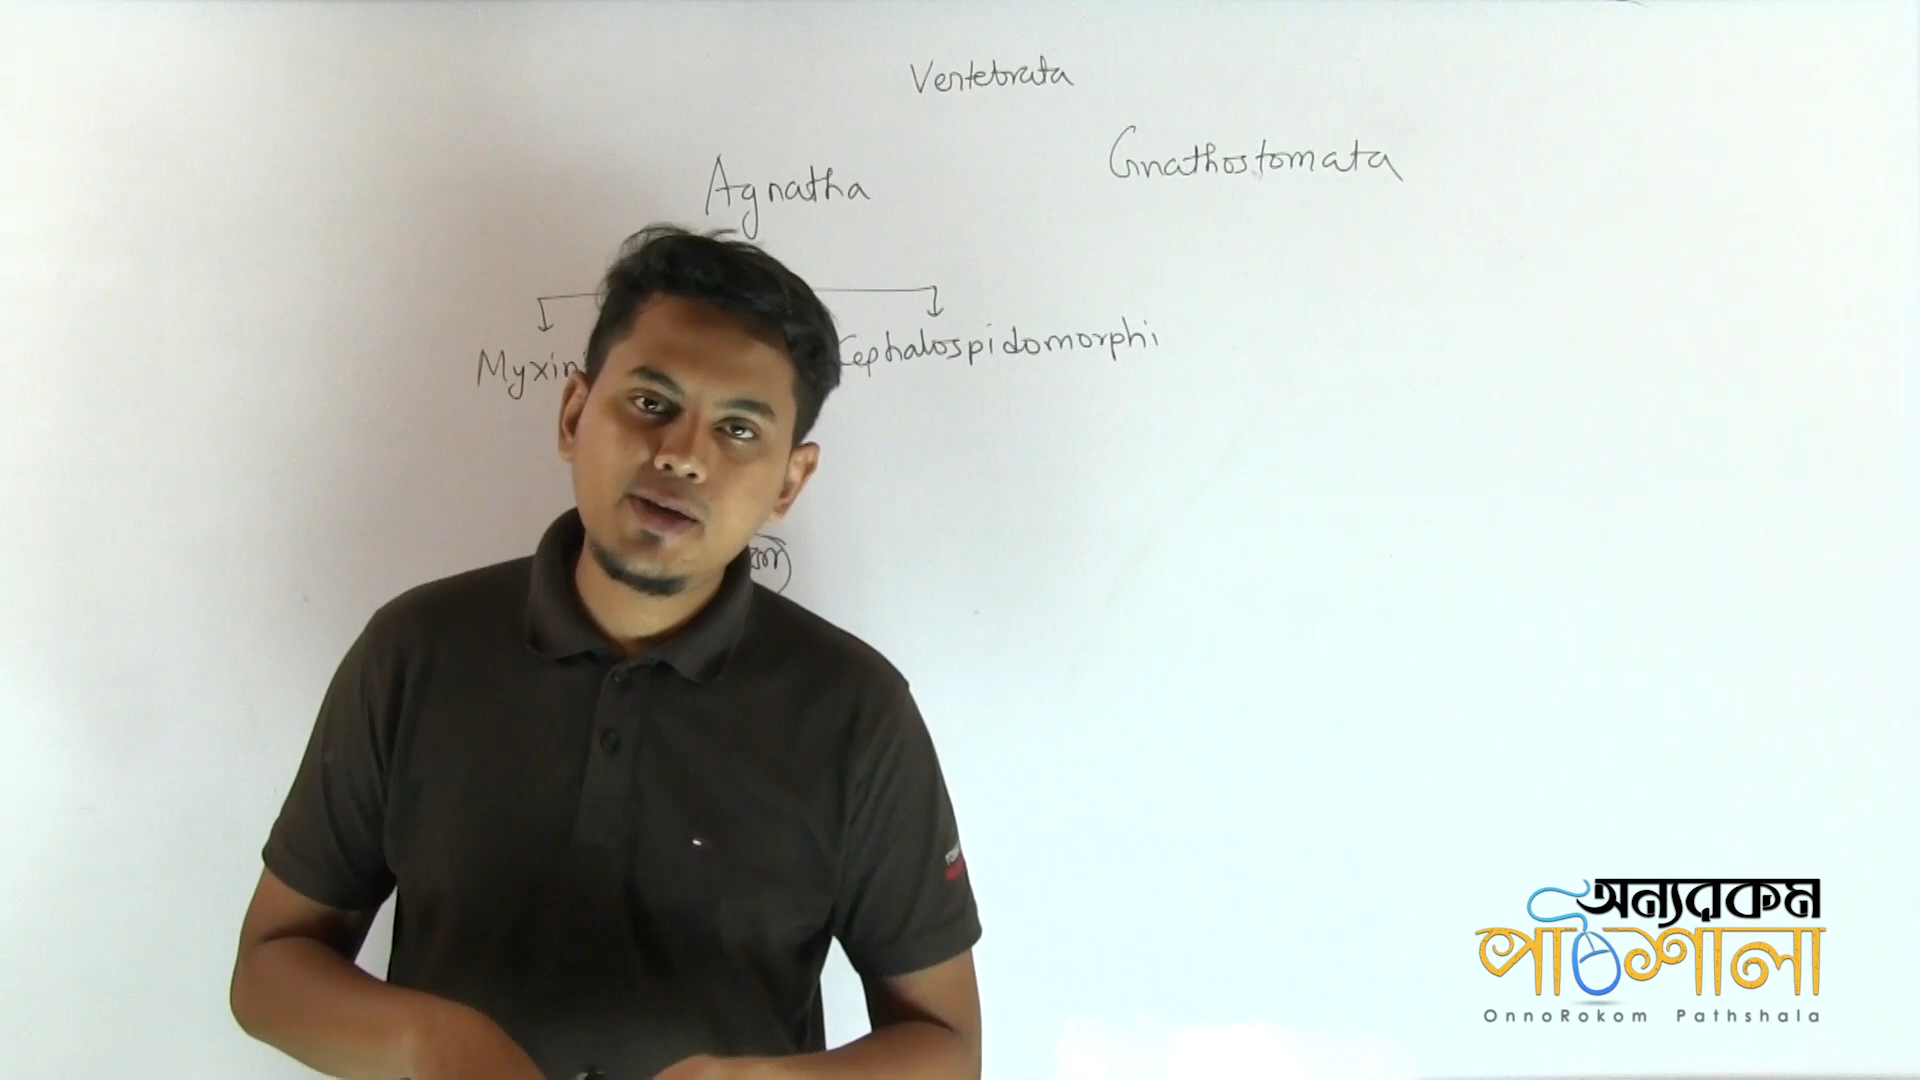 Vertebrata
Gnathostomata
Agnatha
Cephalospidomorphi
অন্যরকম
পাঠশালা
OnnoRokom Pathshala